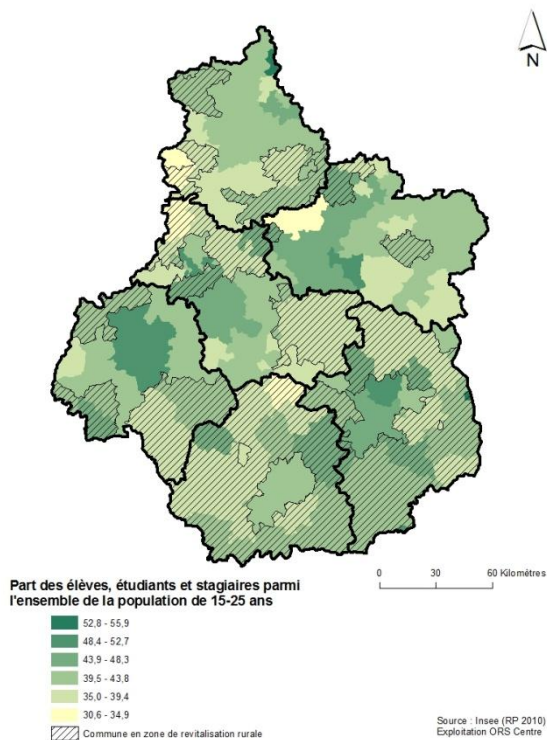 N
Part des élèves, étudiants et stagiaires parmi
l'ensemble de la population de 15-25 ans
52,8 - 55,9
48,4 - 52,7
43,9 - 48,3
39,5 - 43,8
35,0 - 39,4
30,6 - 34,9
Commune en zone de revitalisation rurale
0 30 60 Kilomètres
Source : Insee (RP 2010)
Exploitation ORS Centre